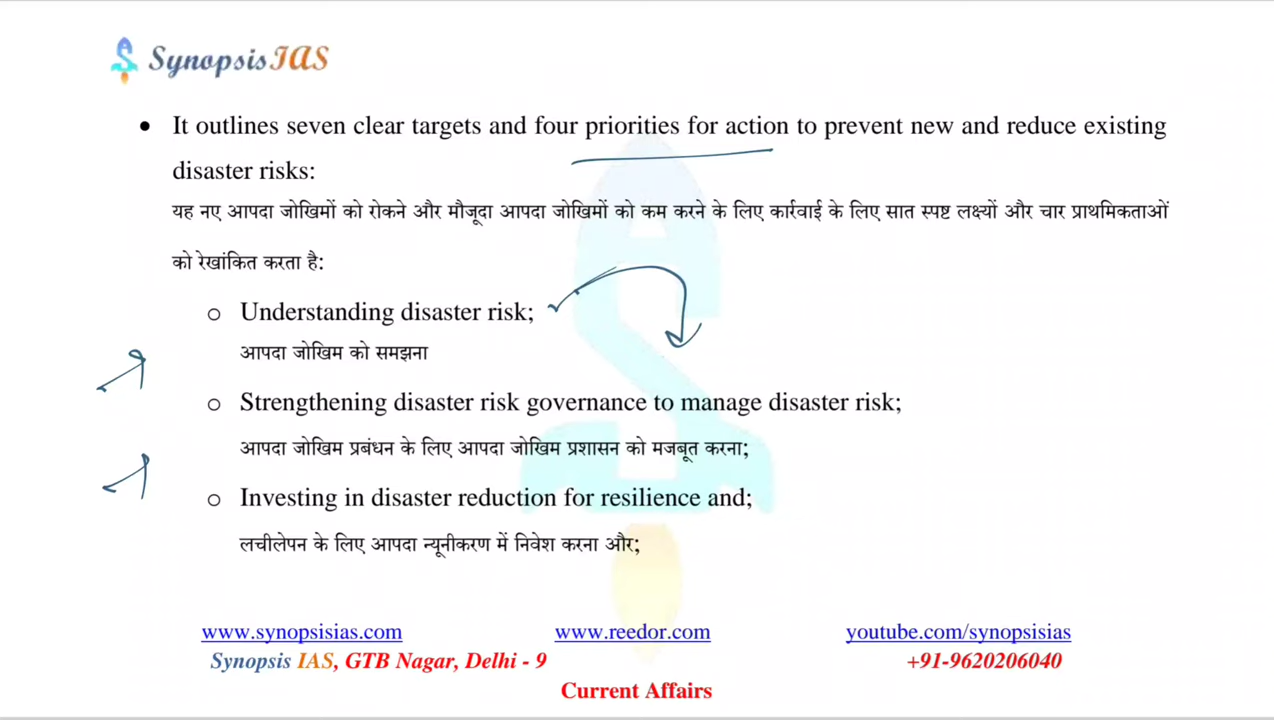 Synopsis IAS
• It outlines seven clear targets and four priorities for action to prevent new and reduce existing
disaster risks:
यह नए आपदा जोखिमों को रोकने और मौजूदा आपदा जोखिमों को कम करने के लिए कार्रवाई के लिए सात स्पष्ट लक्ष्यों और चार प्राथमिकताओं
को रेखांकित करता है:
o Understanding disaster risk;
आपदा जोखिम को समझना
o Strengthening disaster risk governance to manage disaster risk;
आपदा जोखिम प्रबंधन के लिए आपदा जोखिम प्रशासन को मजबूत करना;
o Investing in disaster reduction for resilience and;
लचीलेपन के लिए आपदा न्यूनीकरण में निवेश करना और;
www.synopsisias.com www.reedor.com youtube.com/synopsisias
Synopsis IAS, GTB Nagar, Delhi - 9 +91-9620206040
Current Affairs